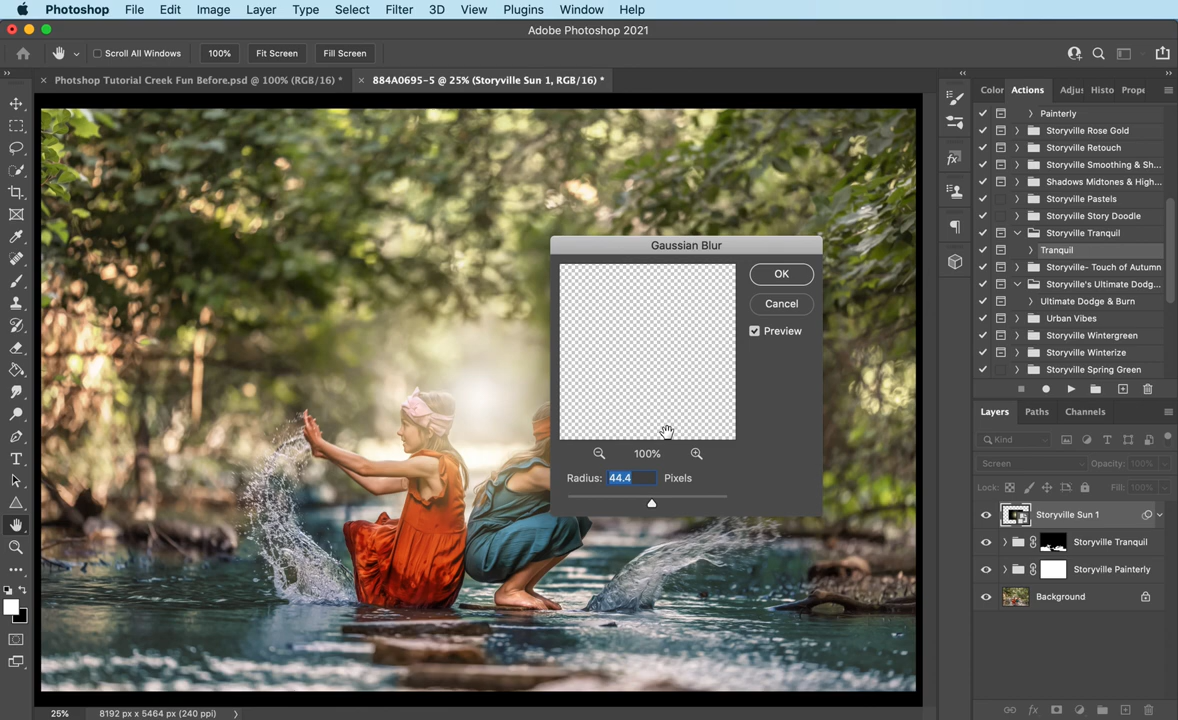 Photoshop File Edit Image Layer Type Select Filter 3D View Plugins Window Help
Adobe Photoshop 2021
Scroll All Windows 100% Fit Screen Fill Screen
× Photshop Tutorial Creek Fun Before.psd @ 100% (RGB/16) *
× 884A0695-5 @ 25% (Storyville Sun 1, RGB/16) *
Color Actions Adju: Histo Prope
Painterly
Storyville Rose Gold
Storyville Retouch
Storyville Smoothing & Sh...
Shadows Midtones & High...
Storyville Pastels
Storyville Story Doodle
Storyville Tranquil
Tranquil
Storyville- Touch of Autumn
Storyville's Ultimate Dodg...
Ultimate Dodge & Burn
Urban Vibes
Storyville Wintergreen
Storyville Winterize
Storyville Spring Green
Gaussian Blur
OK
Cancel
Preview
100%
Radius: 44.4 Pixels
Layers Paths Channels
Kind
Screen Opacity: 100%
Lock: Fill: 100%
Storyville Sun 1
Storyville Tranquil
Storyville Painterly
Background
25% 8192 px x 5464 px (240 ppi)